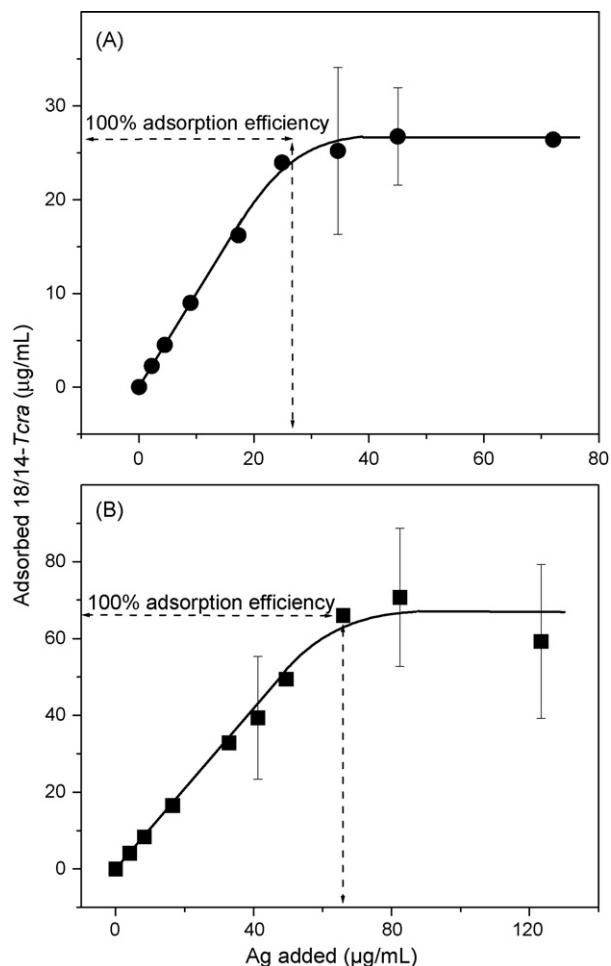 (A)
30
20
10
0
100% adsorption efficiency
0 20 40 60 80
Adsorbed 18/14-Tcra (µg/mL)
(B)
80
60
40
20
0
100% adsorption efficiency
0 40 80 120
Ag added (µg/mL)